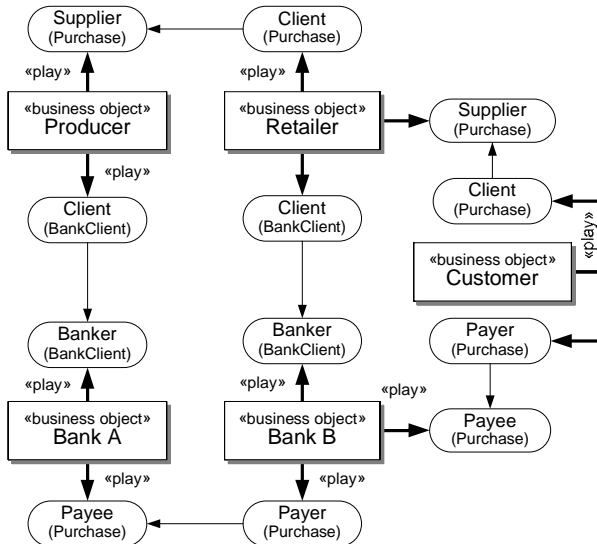 Supplier
(Purchase)
Client
(Purchase)
«play»
«play»
«business object»
Producer
«business object»
Retailer
Supplier
(Purchase)
«play»
Client
(BankClient)
Client
(BankClient)
Client
(Purchase)
«play»
«business object»
Customer
Banker
(BankClient)
Banker
(BankClient)
Payer
(Purchase)
«play»
«play»
«play»
«business object»
Bank A
«business object»
Bank B
Payee
(Purchase)
«play»
«play»
Payee
(Purchase)
Payer
(Purchase)